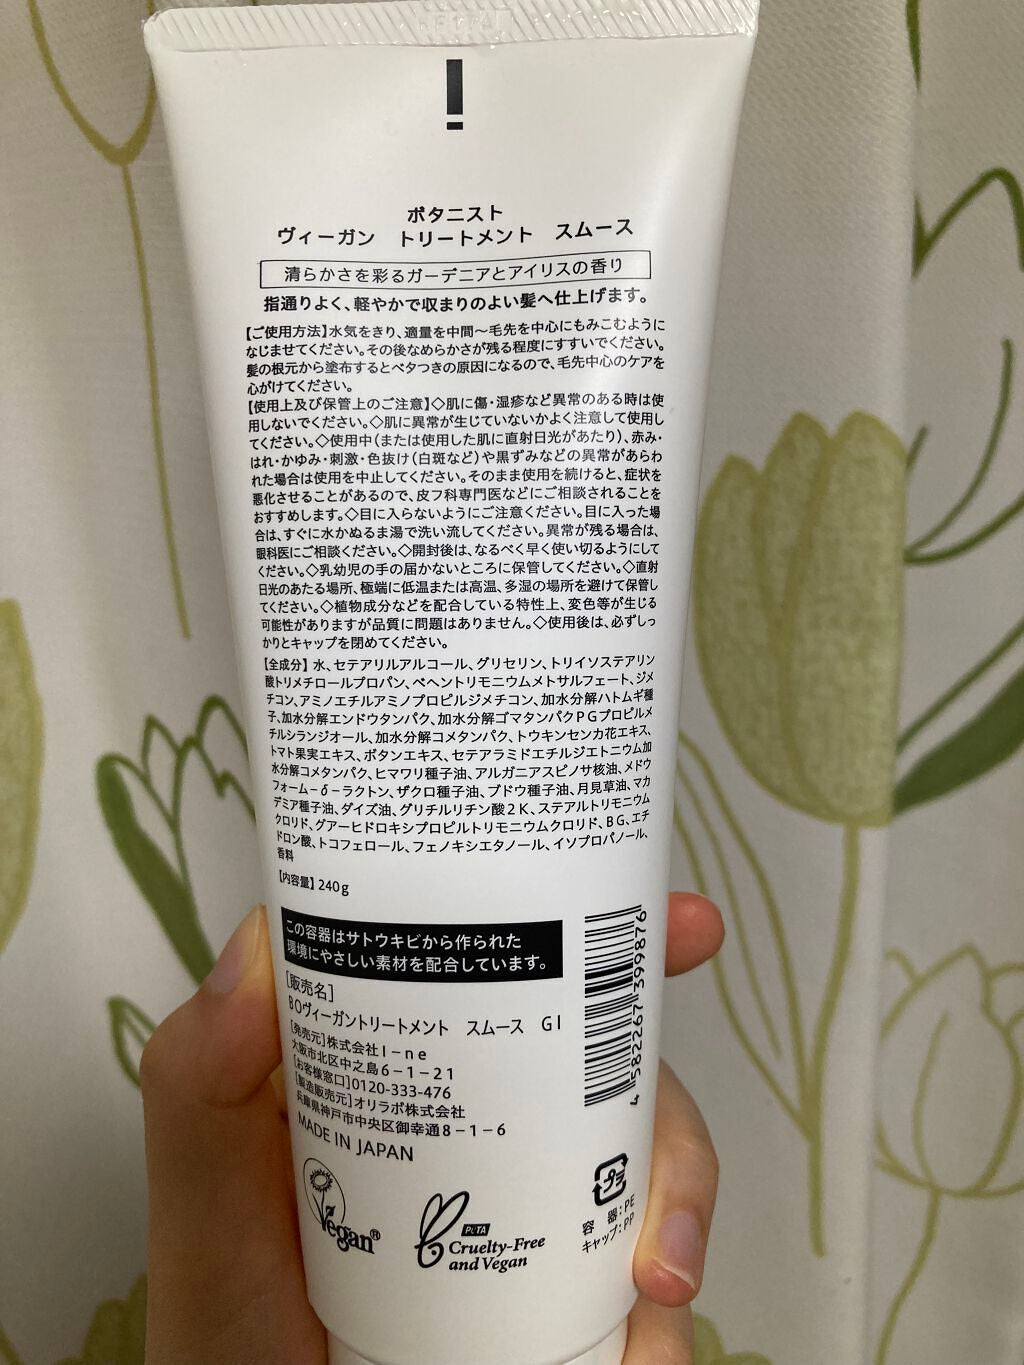 ボタニスト
ヴィーガン トリートメント スムース
清らかさを彩るガーデニアとアイリスの香り
指通りよく、軽やかで収まりのよい髪へ仕上げます。
【ご使用方法】水気をきり、適量を中間〜毛先を中心にもみこむように
なじませてください。その後なめらかさが残る程度にすすいでください。
髪の根元から塗布するとベタつきの原因になるので、毛先中心のケアを
心がけてください。
【使用上及び保管上のご注意】◇肌に傷・湿疹など異常のある時は使
用しないでください。◇肌に異常が生じていないかよく注意して使用し
てください。◇使用中（または使用した肌に直射日光があたり）、赤み・
はれ・かゆみ・刺激・色抜け（白斑など）や黒ずみなどの異常があらわ
れた場合は使用を中止してください。そのまま使用を続けると、症状を
悪化させることがあるので、皮フ科専門医などにご相談されることを
おすすめします。◇目に入らないようにご注意ください。目に入った場
合は、すぐに水かぬるま湯で洗い流してください。異常が残る場合は、
眼科医にご相談ください。◇開封後は、なるべく早く使い切るようにして
ください。◇乳幼児の手の届かないところに保管してください。◇直射
日光のあたる場所、極端に低温または高温、多湿の場所を避けて保管し
てください。◇植物成分などを配合している特性上、変色等が生じる
可能性がありますが品質に問題はありません。◇使用後は、必ずしっ
かりとキャップを閉めてください。
【全成分】水、セテアリルアルコール、グリセリン、トリイソステアリン
酸トリメチロールプロパン、ベヘントリモニウムメトサルフェート、ジメ
チコン、アミノエチルアミノプロピルジメチコン、加水分解ハトムギ種
子、加水分解エンドウタンパク、加水分解ゴマタンパクPGプロピルメ
チルシランジオール、加水分解コメタンパク、トウキンセンカ花エキス、
トマト果実エキス、ボタンエキス、セテアラミドエチルジエトニウム加
水分解コメタンパク、ヒマワリ種子油、アルガニアスピノサ核油、メドウ
フォーム－δ－ラクトン、ザクロ種子油、ブドウ種子油、月見草油、マカ
デミア種子油、ダイズ油、グリチルリチン酸2K、ステアルトリモニウム
クロリド、グアーヒドロキシプロピルトリモニウムクロリド、BG、エチ
ドロン酸、トコフェロール、フェノキシエタノール、イソプロパノール、
香料
【内容量】240g
この容器はサトウキビから作られた
環境にやさしい素材を配合しています。
[販売名]
BOヴィーガントリートメント スムース GI
[発売元]株式会社I－ne
大阪市北区中之島6－1－21
[お客様窓口]0120-333-476
[製造販売元]オリラボ株式会社
兵庫県神戸市中央区御幸通8－1－6
MADE IN JAPAN
4 582267 399876
プラ
容 器：PE
キャップ：PP
Vegan®
PETA
Cruelty-Free
and Vegan